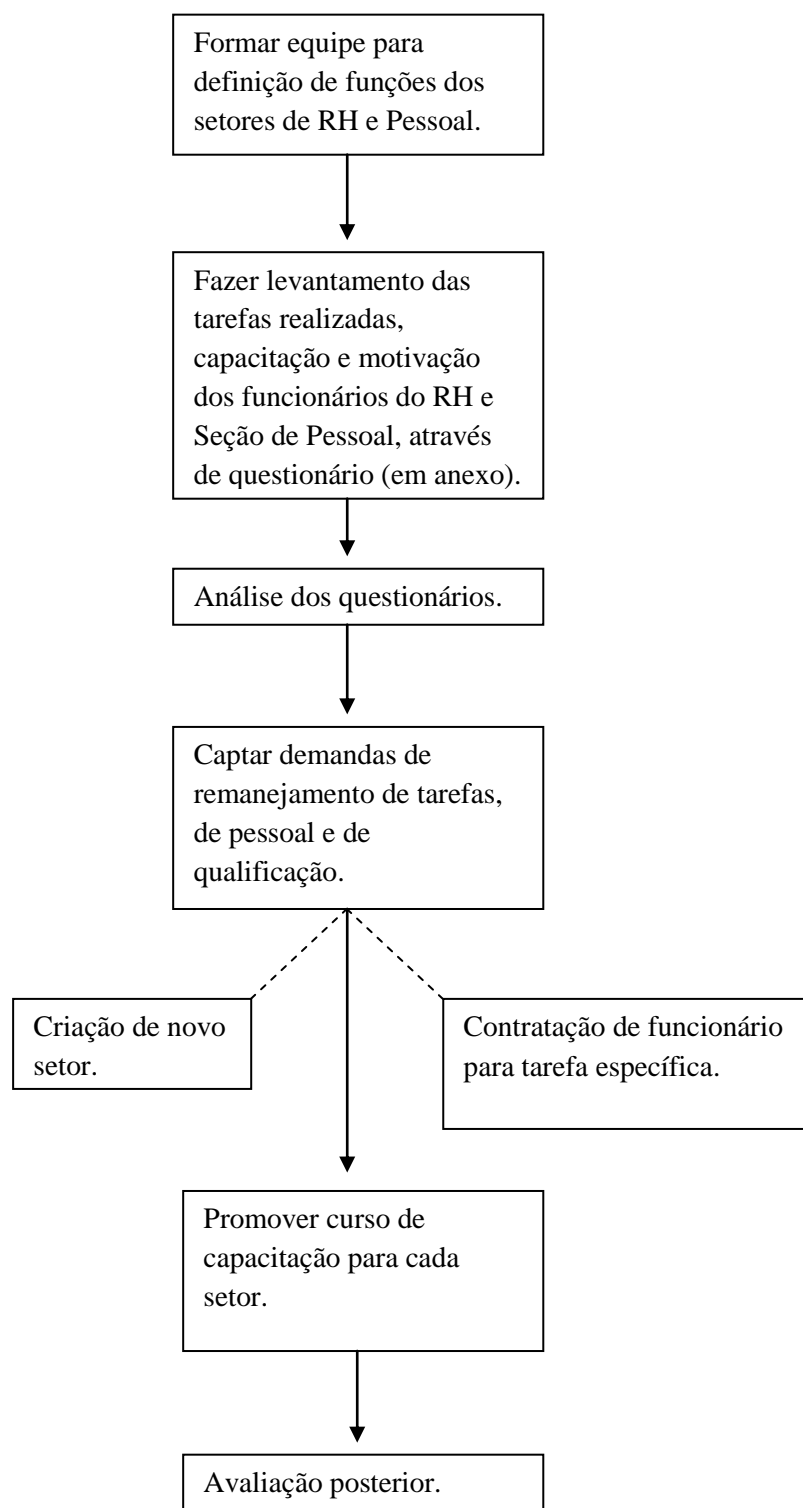 Formar equipe para
definição de funções dos
setores de RH e Pessoal.
Fazer levantamento das
tarefas realizadas,
capacitação e motivação
dos funcionários do RH e
Seção de Pessoal, através
de questionário (em anexo).
Análise dos questionários.
Captar demandas de
remanejamento de tarefas,
de pessoal e de
qualificação.
Criação de novo
setor.
Contratação de funcionário
para tarefa específica.
Promover curso de
capacitação para cada
setor.
Avaliação posterior.